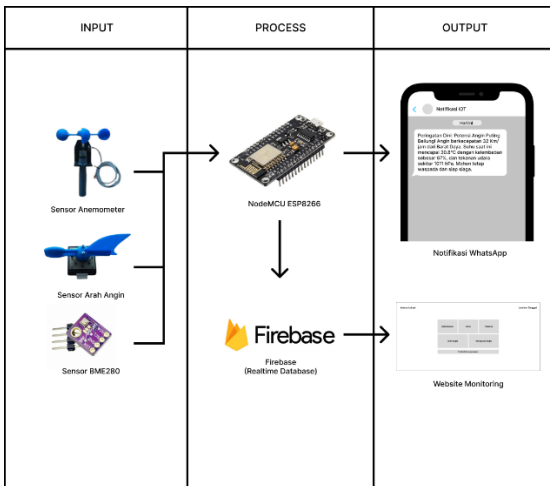 INPUT
PROCESS
OUTPUT
Sensor Anemometer
Sensor Arah Angin
Sensor BME280
NodeMCU ESP8266
Firebase
Firebase
(Realtime Database)
Notifikasi IOT
Peringatan Dini: Potensi Angin Puting
Beliung! Angin berkecepatan 32 Km/
jam dari Barat Daya. Suhu saat ini
mencapai 30.8°C dengan kelembaban
sebesar 67%, dan tekanan udara
sekitar 1011 hPa. Mohon tetap
waspada dan siap siaga.
Notifikasi WhatsApp
Website Monitoring